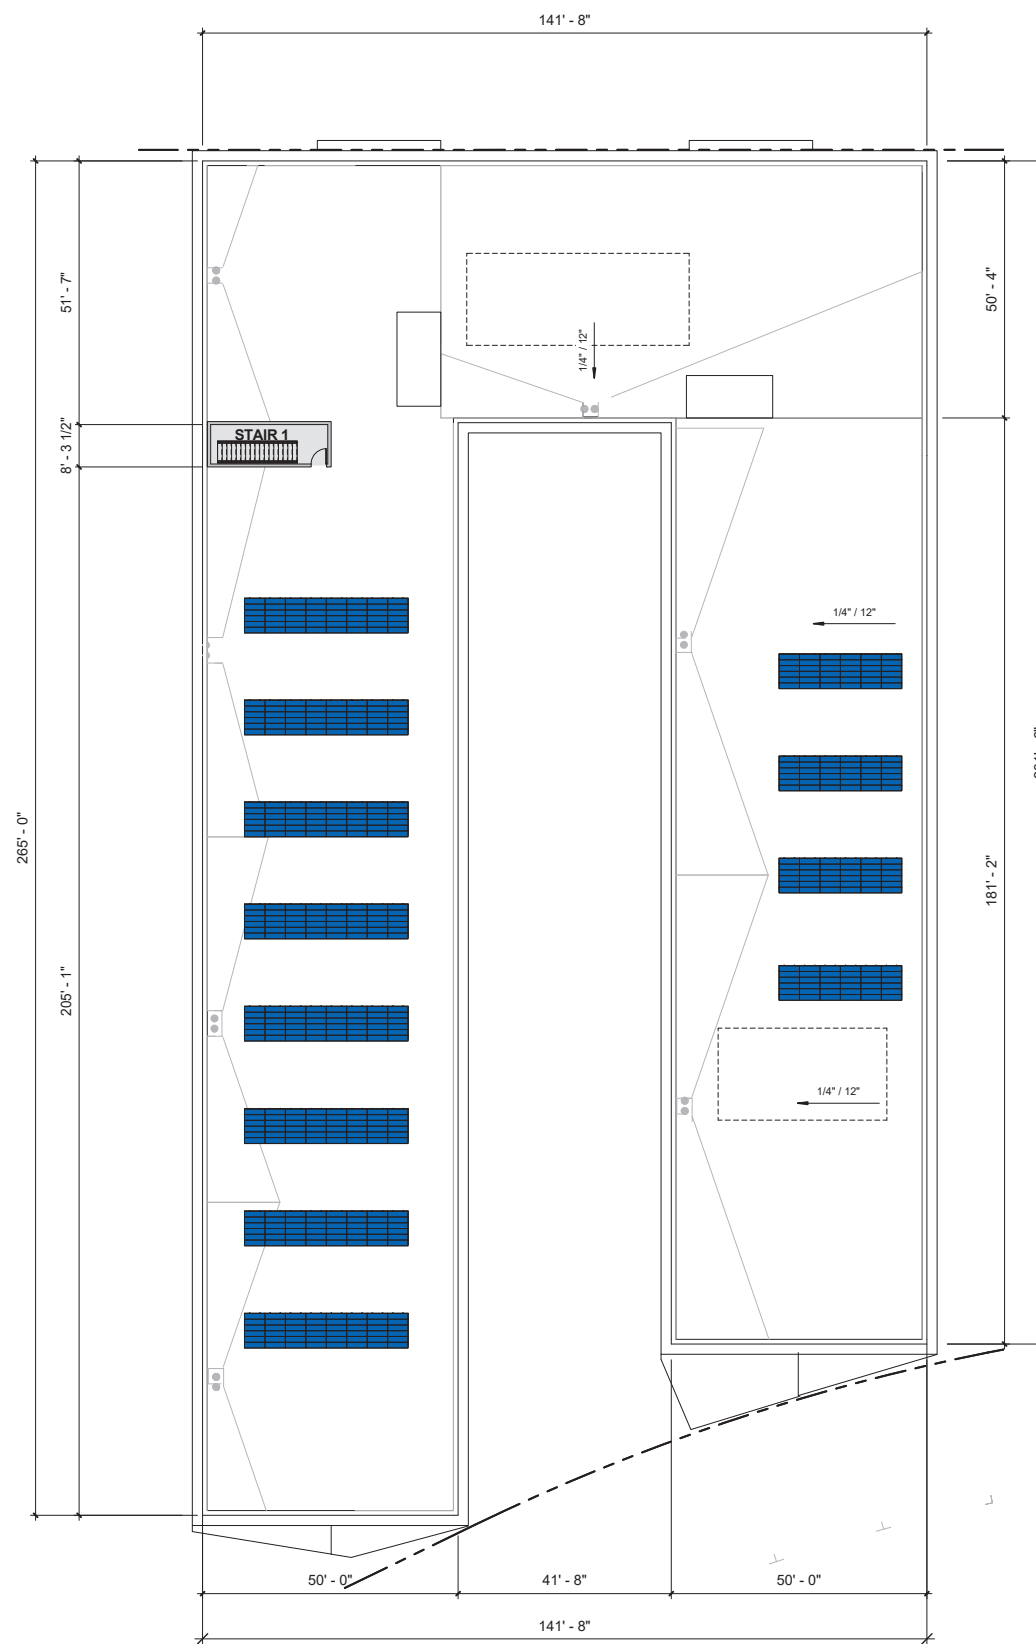 141' - 8"
51' - 7"
50' - 4"
1/4" / 12"
STAIR 1
8' - 3 1/2"
1/4" / 12"
265' - 0"
181' - 2"
205' - 1"
1/4" / 12"
50' - 0"
41' - 8"
50' - 0"
141' - 8"